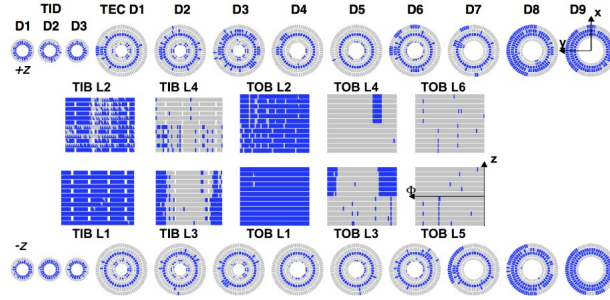 TID
TEC D1 D2 D3 D4 D5 D6 D7 D8 D9
D1 D2 D3
x
y
+z
TIB L2 TIB L4 TOB L2 TOB L4 TOB L6
z
Φ
TIB L1 TIB L3 TOB L1 TOB L3 TOB L5
-z